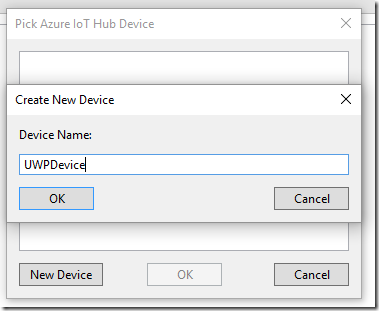 Pick Azure IoT Hub Device
Create New Device
Device Name:
UWPDevice
OK Cancel
New Device OK Cancel